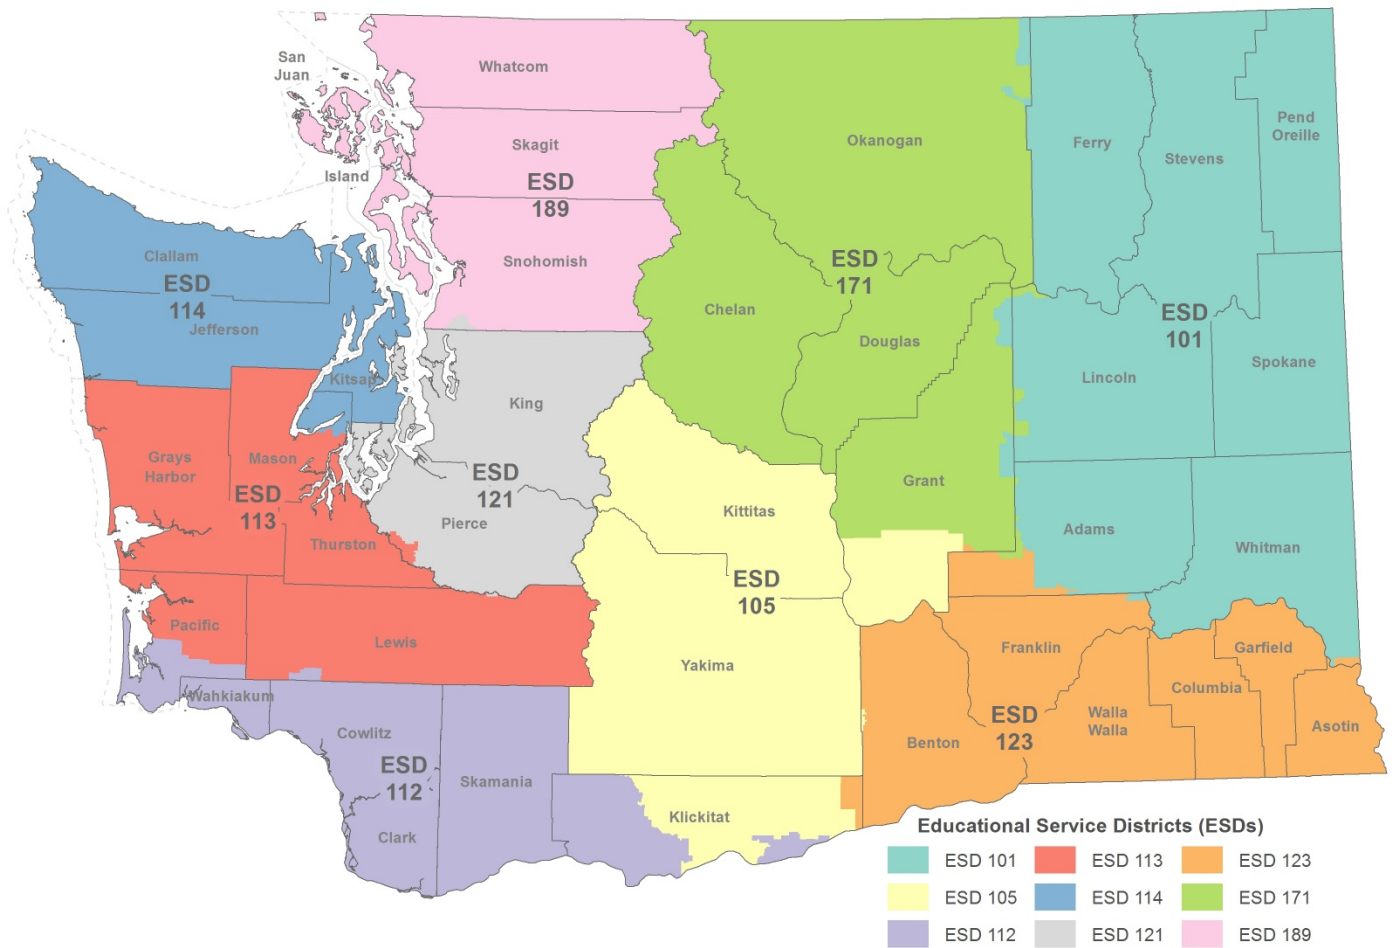 San
Juan
Whatcom
Okanogan
Ferry
Stevens
Pend
Oreille
Skagit
Island
ESD
189
Clallam
ESD
114
Jefferson
Snohomish
ESD
171
Chelan
Douglas
ESD
101
Kitsap
King
Lincoln
Spokane
Grays
Harbor
Mason
ESD
113
Thurston
ESD
121
Pierce
Kittitas
Grant
Adams
Whitman
ESD
105
Pacific
Lewis
Yakima
Franklin
Garfield
Columbia
Wahkiakum
Cowlitz
ESD
112
Clark
Skamania
Klickitat
Benton
ESD
123
Walla
Walla
Asotin
Educational Service Districts (ESDs)
ESD 101
ESD 113
ESD 123
ESD 105
ESD 114
ESD 171
ESD 112
ESD 121
ESD 189